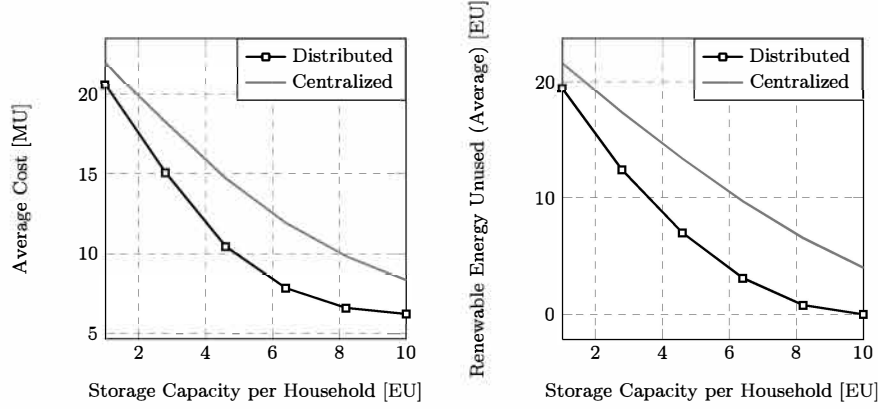 Average Cost [MU]
20
15
10
5
2
4
6
8
10
Distributed
Centralized
Storage Capacity per Household [EU]
Renewable Energy Unused (Average) [EU]
20
10
0
2
4
6
8
10
Distributed
Centralized
Storage Capacity per Household [EU]